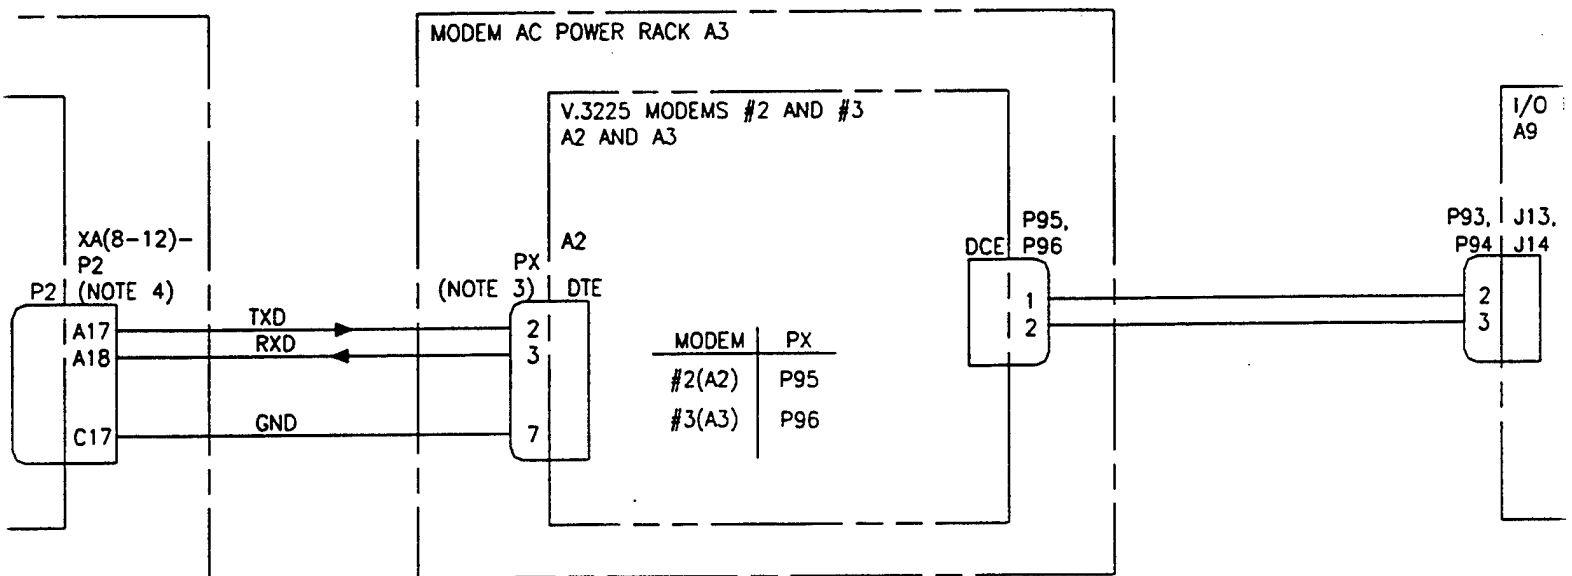 MODEM AC POWER RACK A3
V.3225 MODEMS #2 AND #3
A2 AND A3
I/O
A9
XA(8-12)-
P2
P2 (NOTE 4)
A17
A18
C17
TXD
RXD
GND
PX
(NOTE 3)
A2
DTE
2
3
7
MODEM PX
#2(A2) P95
#3(A3) P96
DCE
P95,
P96
1
2
P93, J13,
P94 J14
2
3